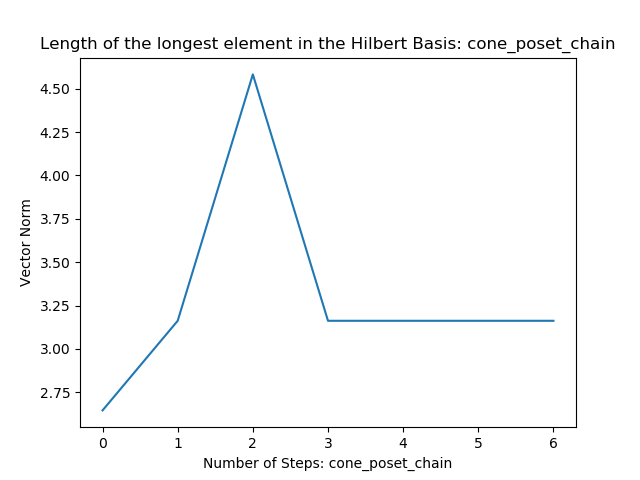 Length of the longest element in the Hilbert Basis: cone_poset_chain
4.50
4.25
4.00
3.75
3.50
3.25
3.00
2.75
Vector Norm
0 1 2 3 4 5 6
Number of Steps: cone_poset_chain